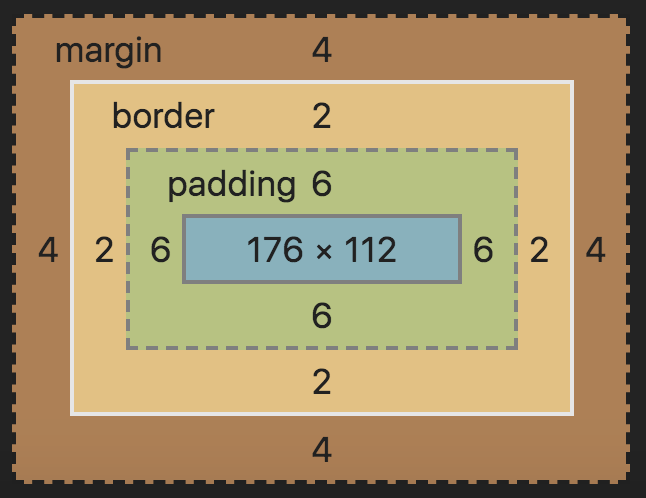 margin 4
border 2
padding 6
4 2 6 176 × 112 6 2 4
6
2
4